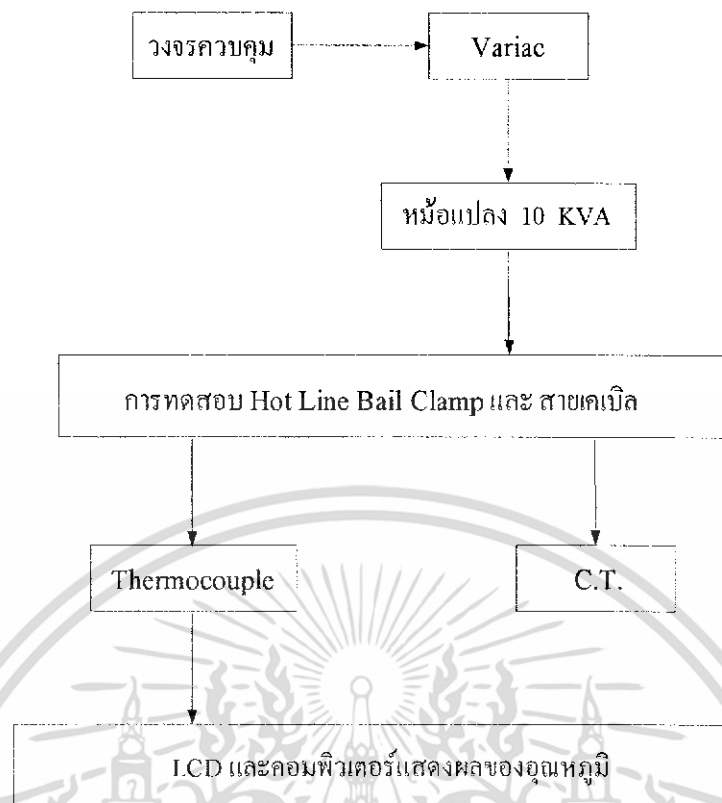 วงจรควบคุม
Variac
หม้อแปลง 10 KVA
การทดสอบ Hot Line Bail Clamp และ สายเคเบิล
Thermocouple
C.T.
LCD และคอมพิวเตอร์แสดงผลของอุณหภูมิ